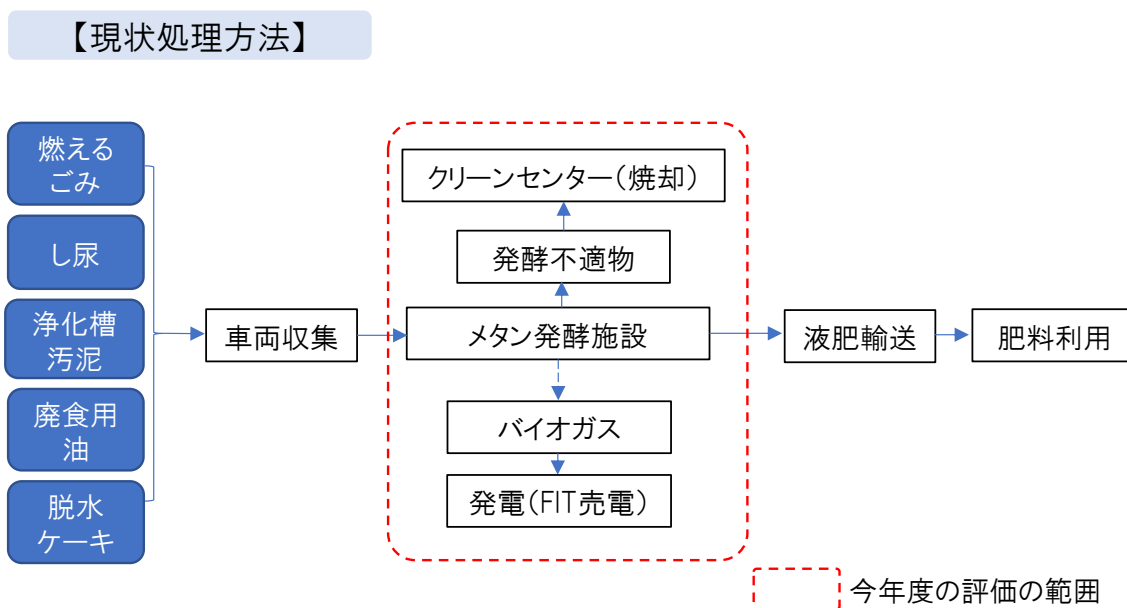 【現状処理方法】
燃える
ごみ
し尿
浄化槽
汚泥
廃食用
油
脱水
ケーキ
車両収集
クリーンセンター(焼却)
発酵不適物
メタン発酵施設
バイオガス
発電(FIT売電)
液肥輸送
肥料利用
今年度の評価の範囲